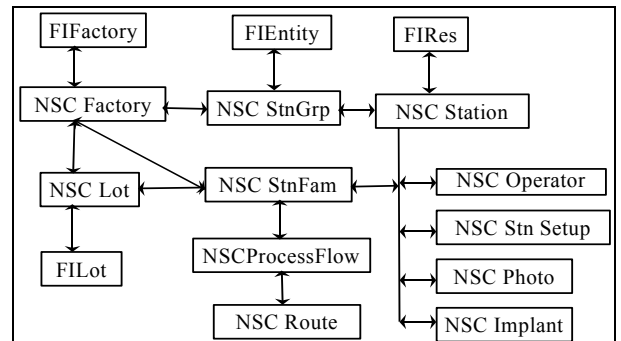 FIFactory
FIEntity
FIRes
NSC Factory
NSC StnGrp
NSC Station
NSC Lot
NSC StnFam
NSC Operator
NSC Stn Setup
FILot
NSCProcessFlow
NSC Photo
NSC Route
NSC Implant